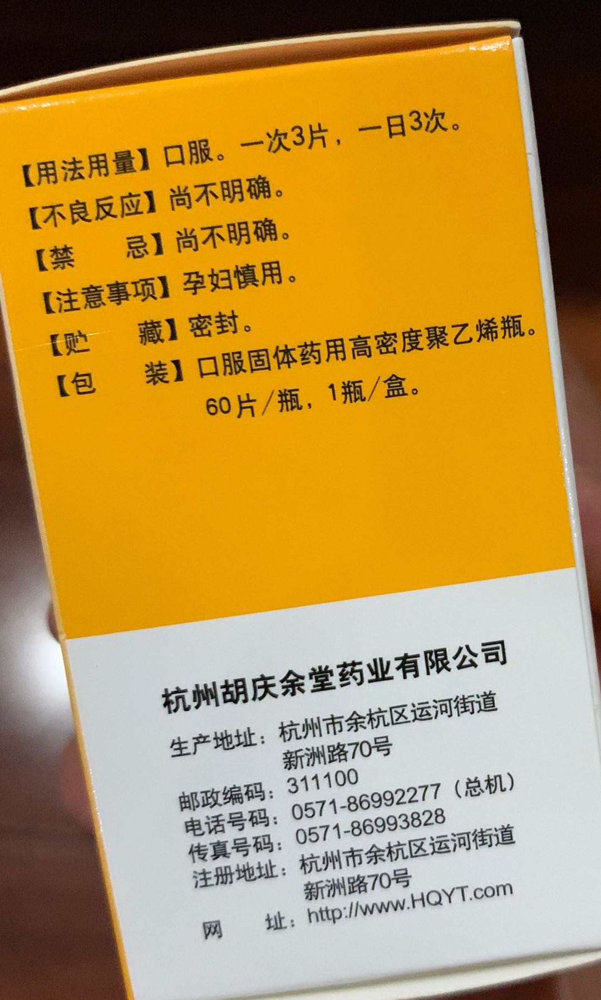 【用法用量】口服。一次3片，一日3次。
【不良反应】尚不明确。
【禁 忌】尚不明确。
【注意事项】孕妇慎用。
【贮 藏】密封。
【包 装】口服固体药用高密度聚乙烯瓶。
60片/瓶，1瓶/盒。
杭州胡庆余堂药业有限公司
生产地址：杭州市余杭区运河街道
新洲路70号
邮政编码：311100
电话号码：0571-86992277（总机）
传真号码：0571-86993828
注册地址：杭州市余杭区运河街道
新洲路70号
网 址：http://www.HQYT.com